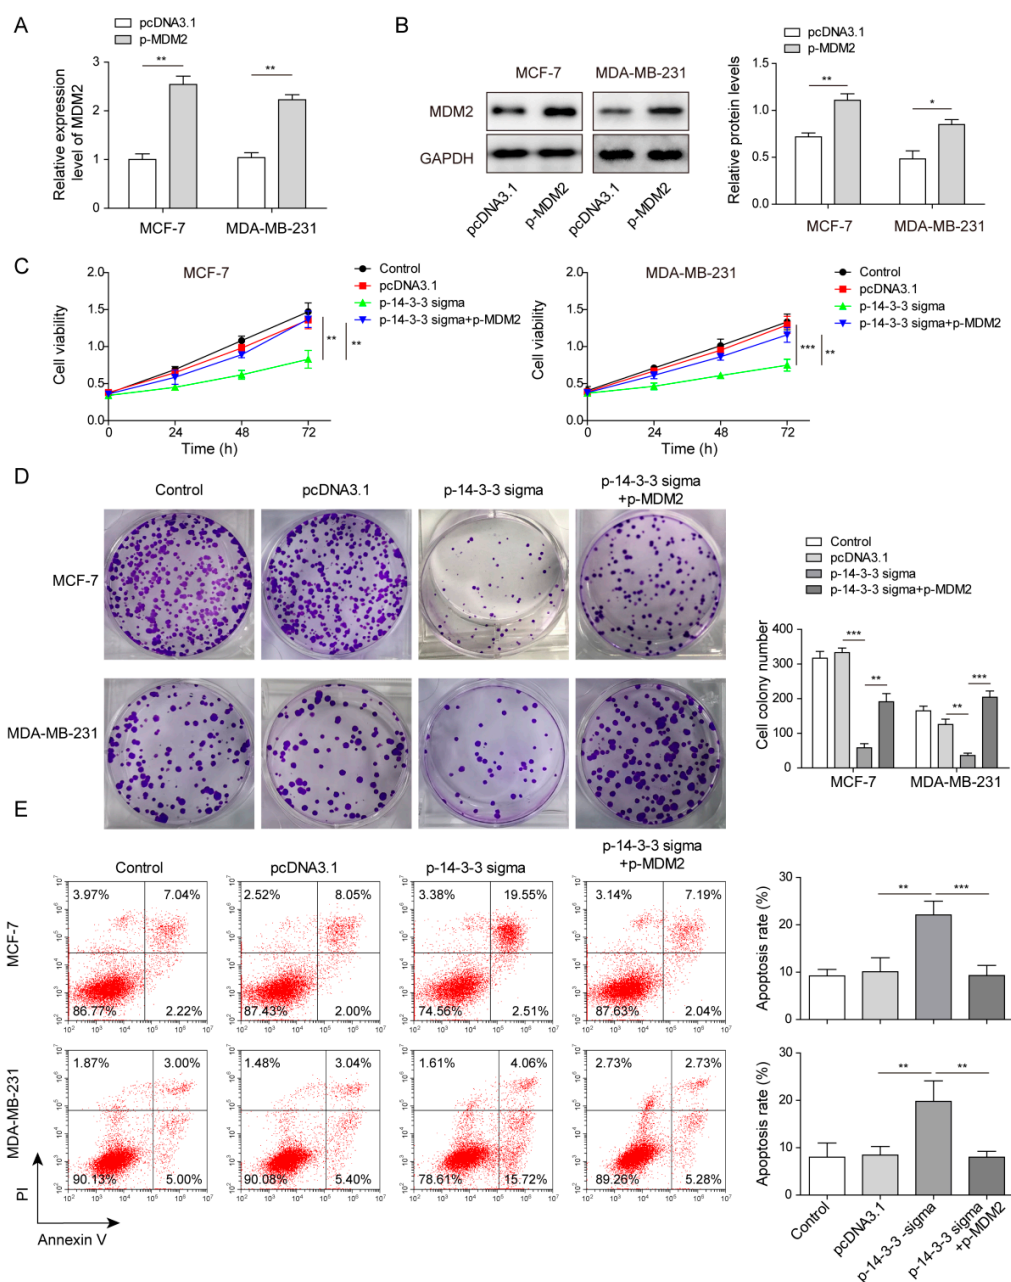 A
pcDNA3.1
p-MDM2
Relative expression
level of MDM2
3
2
1
0
**
**
MCF-7
MDA-MB-231
B
MCF-7
MDA-MB-231
MDM2
GAPDH
pcDNA3.1
p-MDM2
pcDNA3.1
p-MDM2
pcDNA3.1
p-MDM2
Relative protein levels
1.5
1.0
0.5
0.0
**
*
MCF-7
MDA-MB-231
C
MCF-7
Cell viability
2.0
1.5
1.0
0.5
0.0
0
24
48
72
Time (h)
Control
pcDNA3.1
p-14-3-3 sigma
p-14-3-3 sigma+p-MDM2
**
**
MDA-MB-231
Cell viability
2.0
1.5
1.0
0.5
0.0
0
24
48
72
Time (h)
Control
pcDNA3.1
p-14-3-3 sigma
p-14-3-3 sigma+p-MDM2
***
**
D
Control
pcDNA3.1
p-14-3-3 sigma
p-14-3-3 sigma
+p-MDM2
MCF-7
MDA-MB-231
Control
pcDNA3.1
p-14-3-3 sigma
p-14-3-3 sigma+p-MDM2
Cell colony number
400
300
200
100
0
***
**
**
***
MCF-7
MDA-MB-231
E
Control
pcDNA3.1
p-14-3-3 sigma
p-14-3-3 sigma
+p-MDM2
MCF-7
3.97%
7.04%
86.77%
2.22%
2.52%
8.05%
87.43%
2.00%
3.38%
19.55%
74.56%
2.51%
3.14%
7.19%
87.63%
2.04%
MDA-MB-231
1.87%
3.00%
90.13%
5.00%
1.48%
3.04%
90.08%
5.40%
1.61%
4.06%
78.61%
15.72%
2.73%
2.73%
89.26%
5.28%
PI
Annexin V
Apoptosis rate (%)
30
20
10
0
**
***
Apoptosis rate (%)
30
20
10
0
**
**
Control
pcDNA3.1
p-14-3-3 -sigma
p-14-3-3 sigma
+p-MDM2